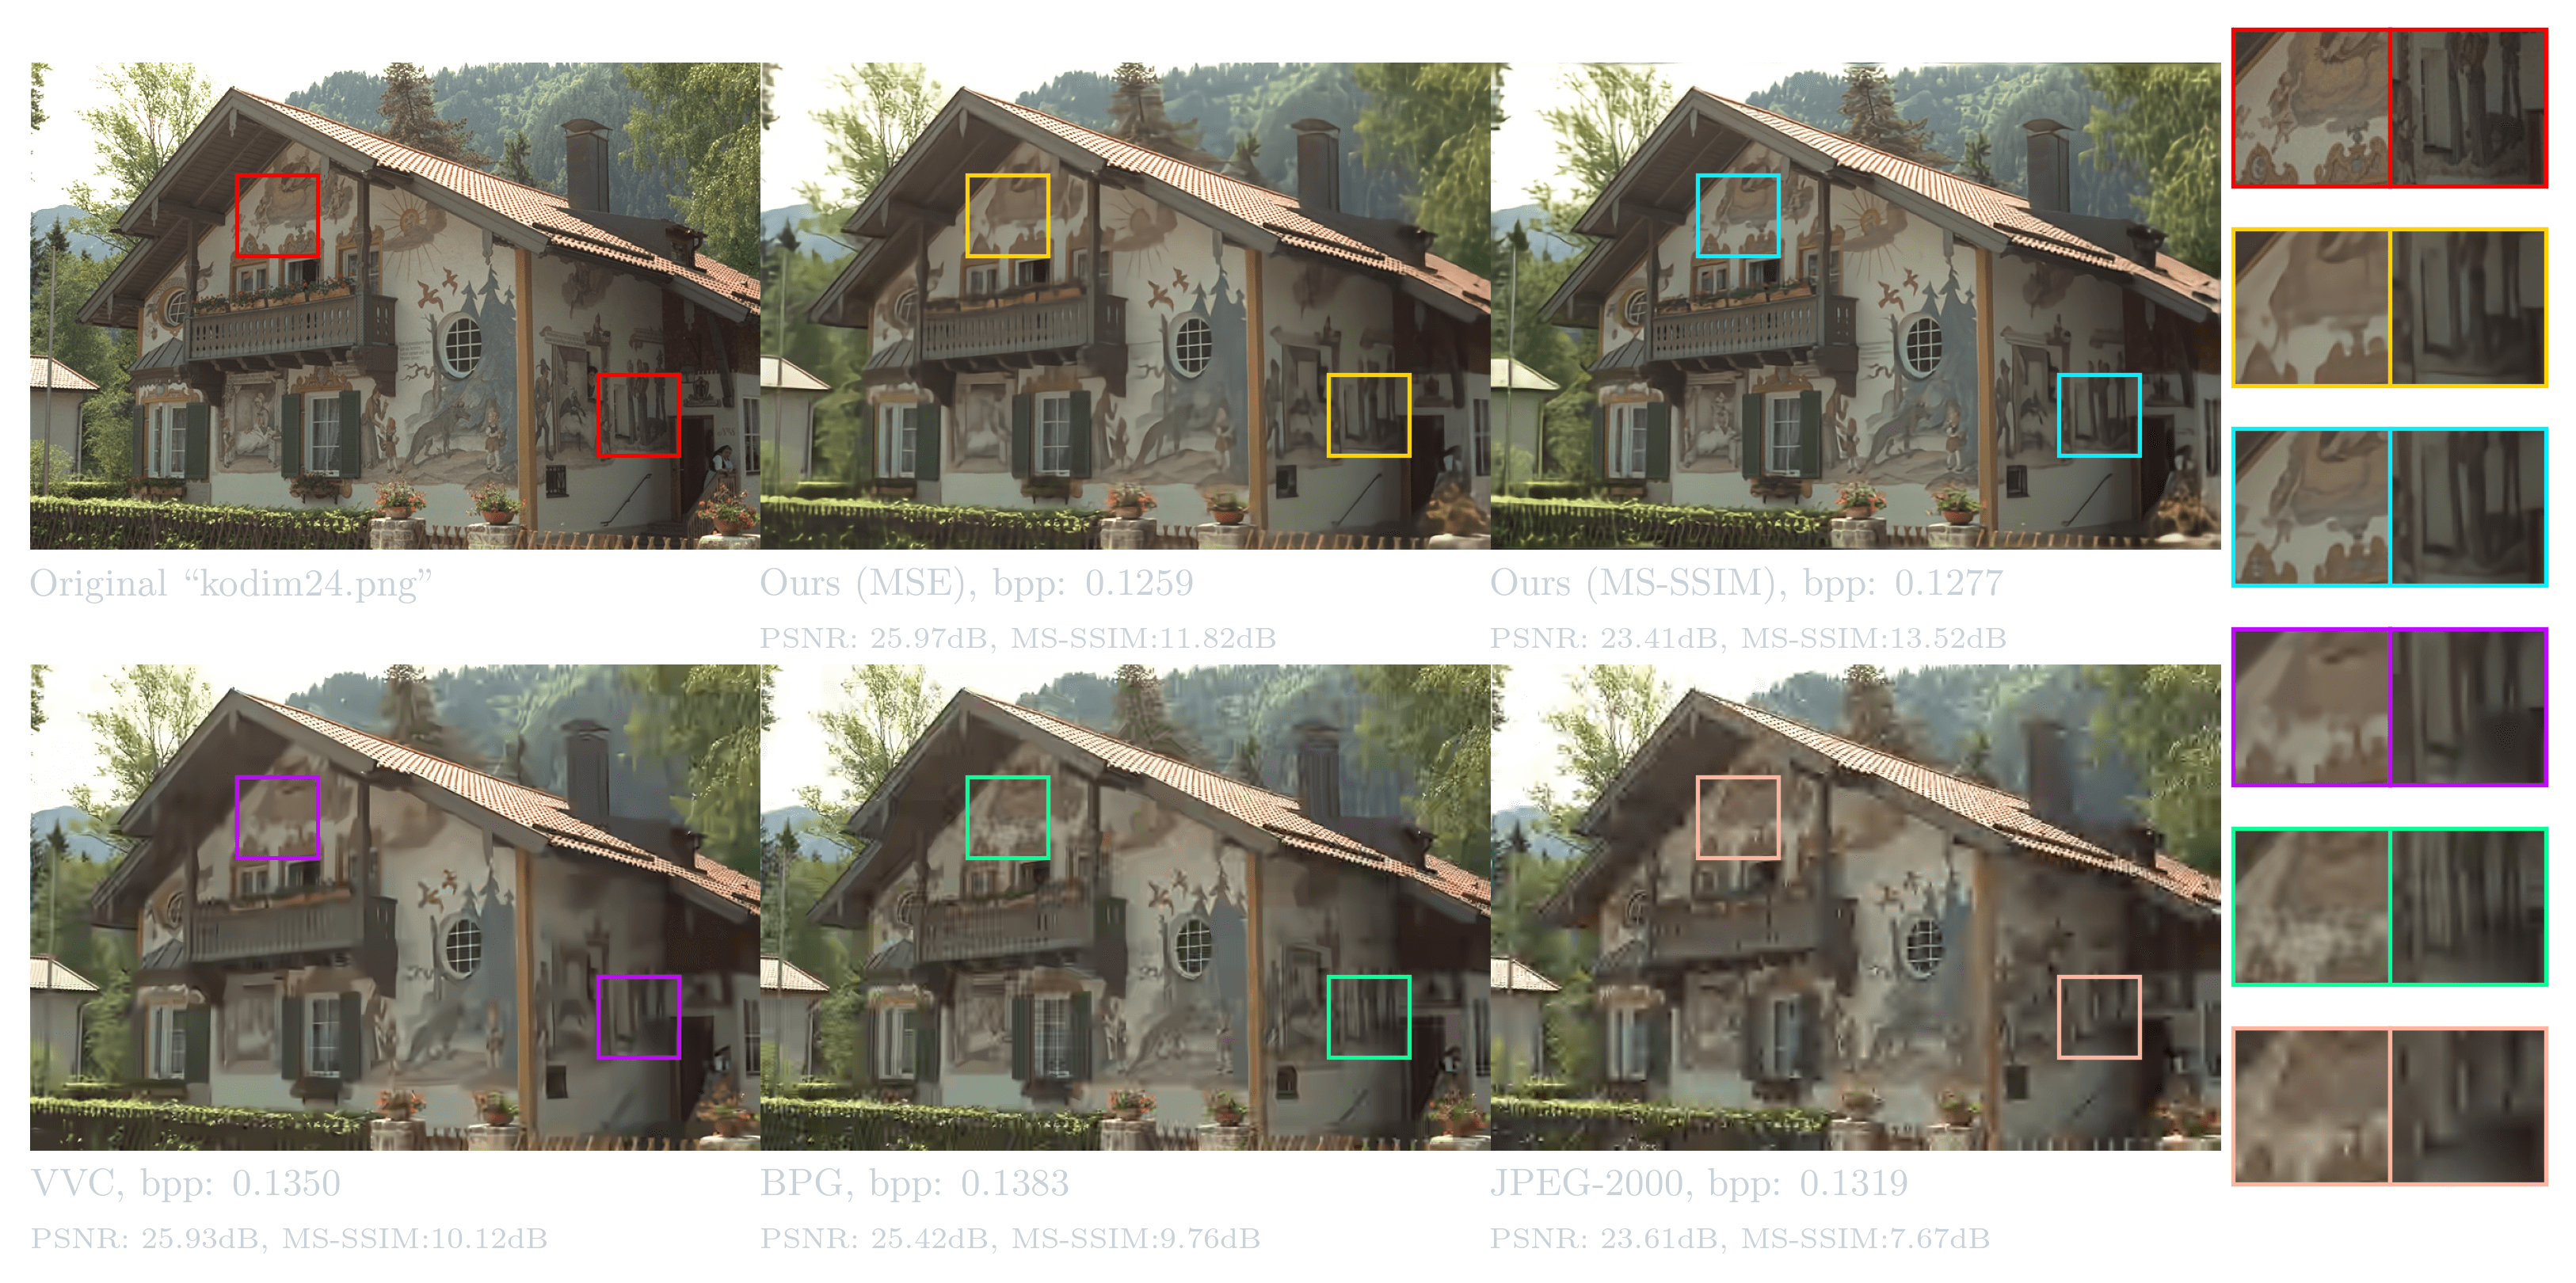 Original “kodim24.png”
Ours (MSE), bpp: 0.1259
PSNR: 25.97dB, MS-SSIM:11.82dB
Ours (MS-SSIM), bpp: 0.1277
PSNR: 23.41dB, MS-SSIM:13.52dB
VVC, bpp: 0.1350
PSNR: 25.93dB, MS-SSIM:10.12dB
BPG, bpp: 0.1383
PSNR: 25.42dB, MS-SSIM:9.76dB
JPEG-2000, bpp: 0.1319
PSNR: 23.61dB, MS-SSIM:7.67dB